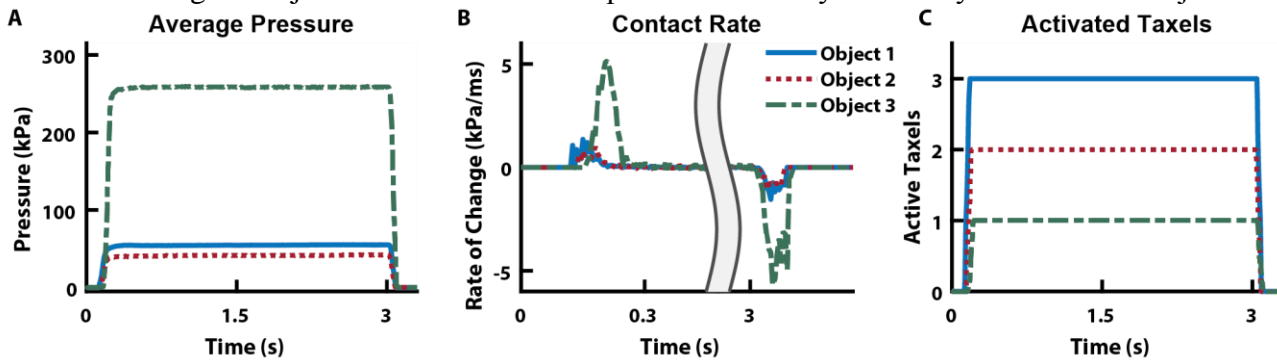 A
Average Pressure
Pressure (kPa)
300
200
100
0
0
1.5
3
Time (s)
B
Contact Rate
Rate of Change (kPa/ms)
5
0
-5
0
0.3
3
Time (s)
Object 1
Object 2
Object 3
C
Activated Taxels
Active Taxels
3
2
1
0
0
1.5
3
Time (s)